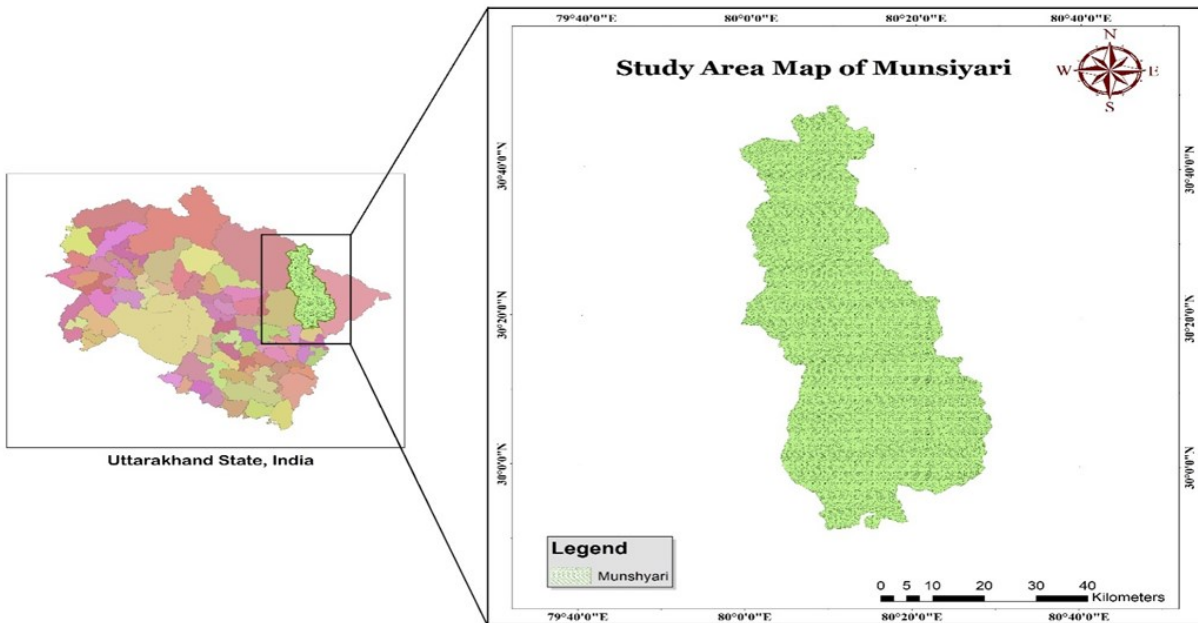 79°40'0"E 80°0'0"E 80°20'0"E 80°40'0"E
Study Area Map of Munsiyari
N
W E
S
30°40'0"N 30°40'0"N
30°20'0"N 30°20'0"N
30°0'0"N 30°0'0"N
Uttarakhand State, India
Legend
Munshyari
0 5 10 20 30 40
Kilometers
79°40'0"E 80°0'0"E 80°20'0"E 80°40'0"E